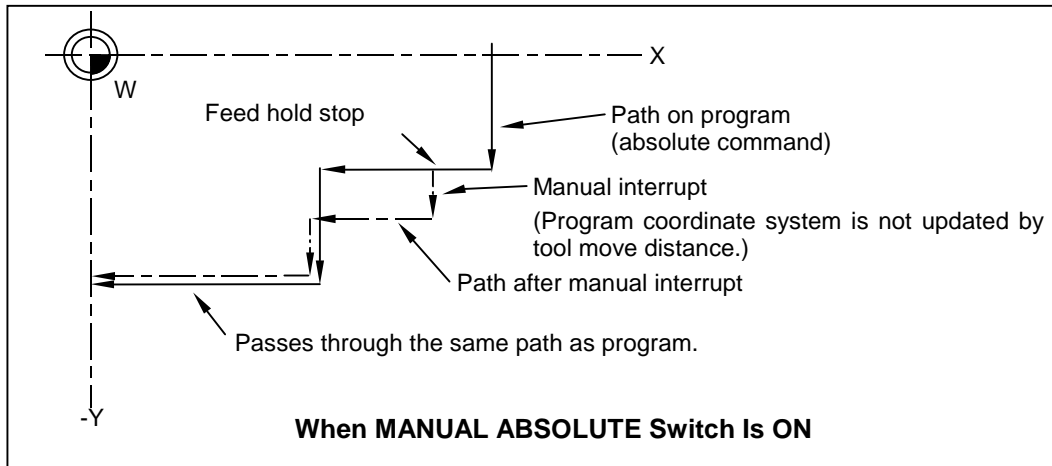 X
W
Feed hold stop
Path on program
(absolute command)
Manual interrupt
(Program coordinate system is not updated by
tool move distance.)
Path after manual interrupt
Passes through the same path as program.
-Y
When MANUAL ABSOLUTE Switch Is ON